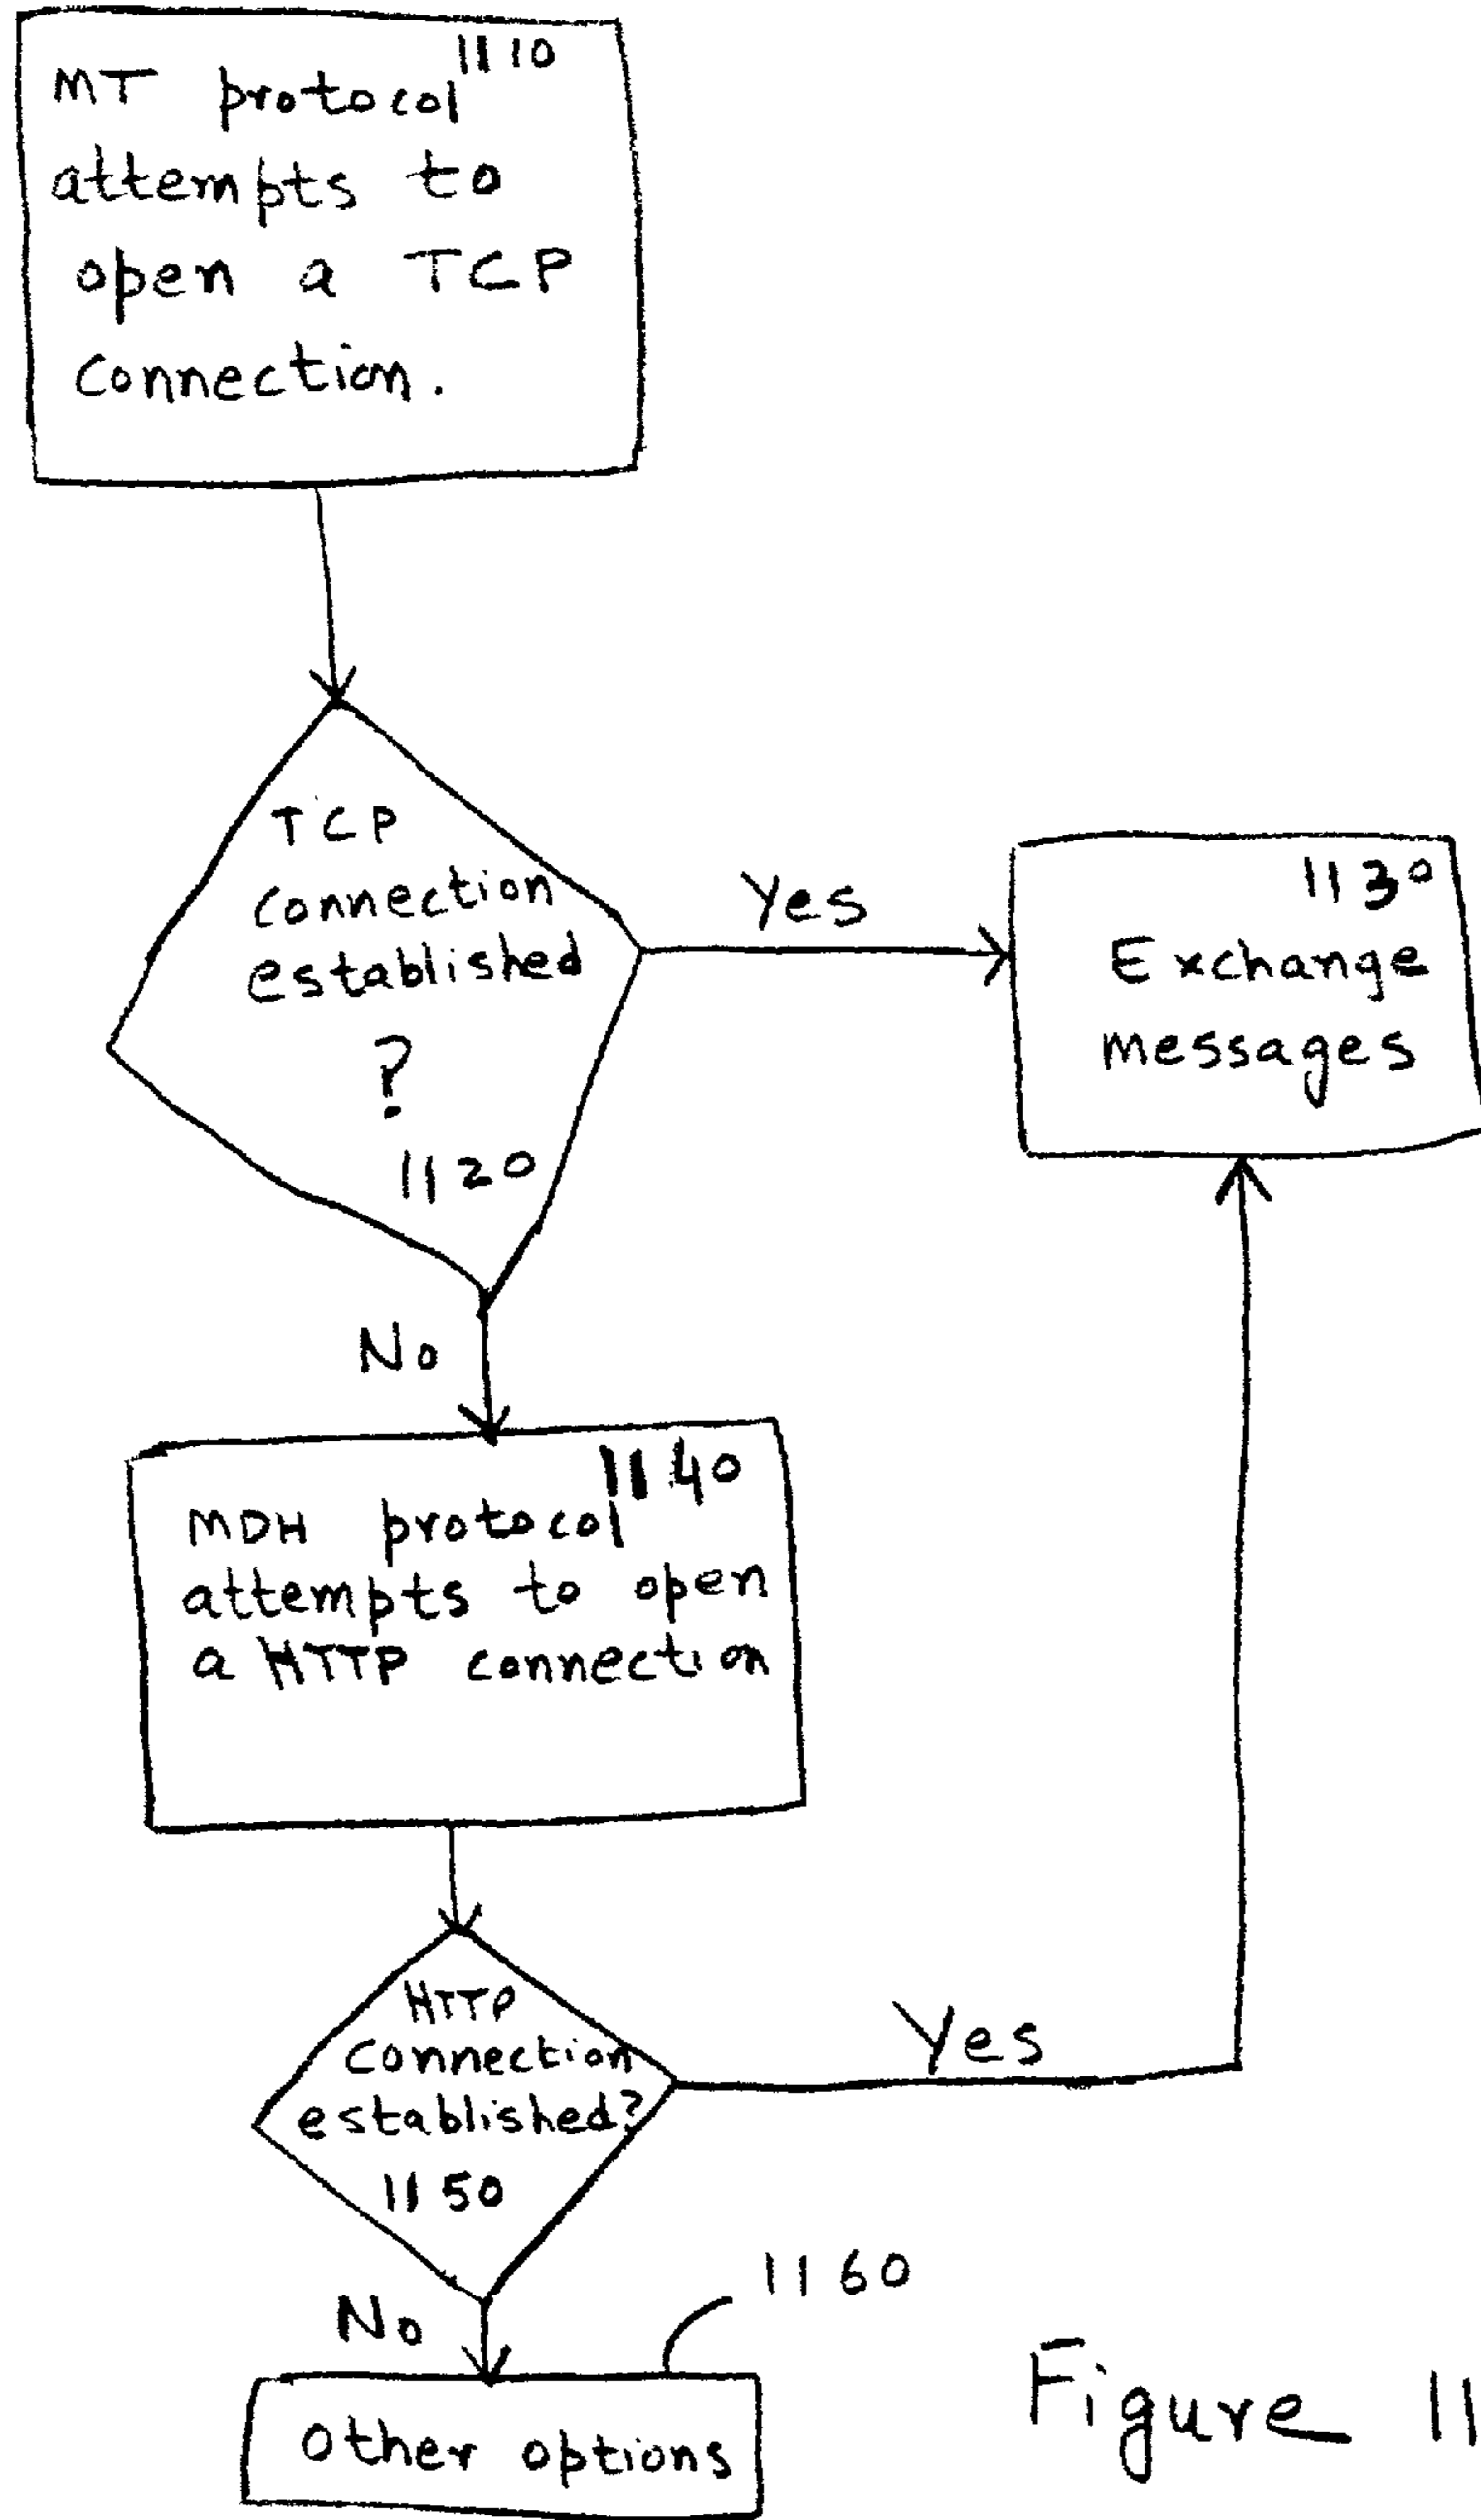 1110
MT protocol
attempts to
open a TCP
Connection.
TCP
Connection
established
?
1120
Yes
1130
Exchange
messages
No
1140
MDH protocol
attempts to open
a HTTP connection
HTTP
Connection
established?
1150
Yes
No
1160
Other options
Figure 11